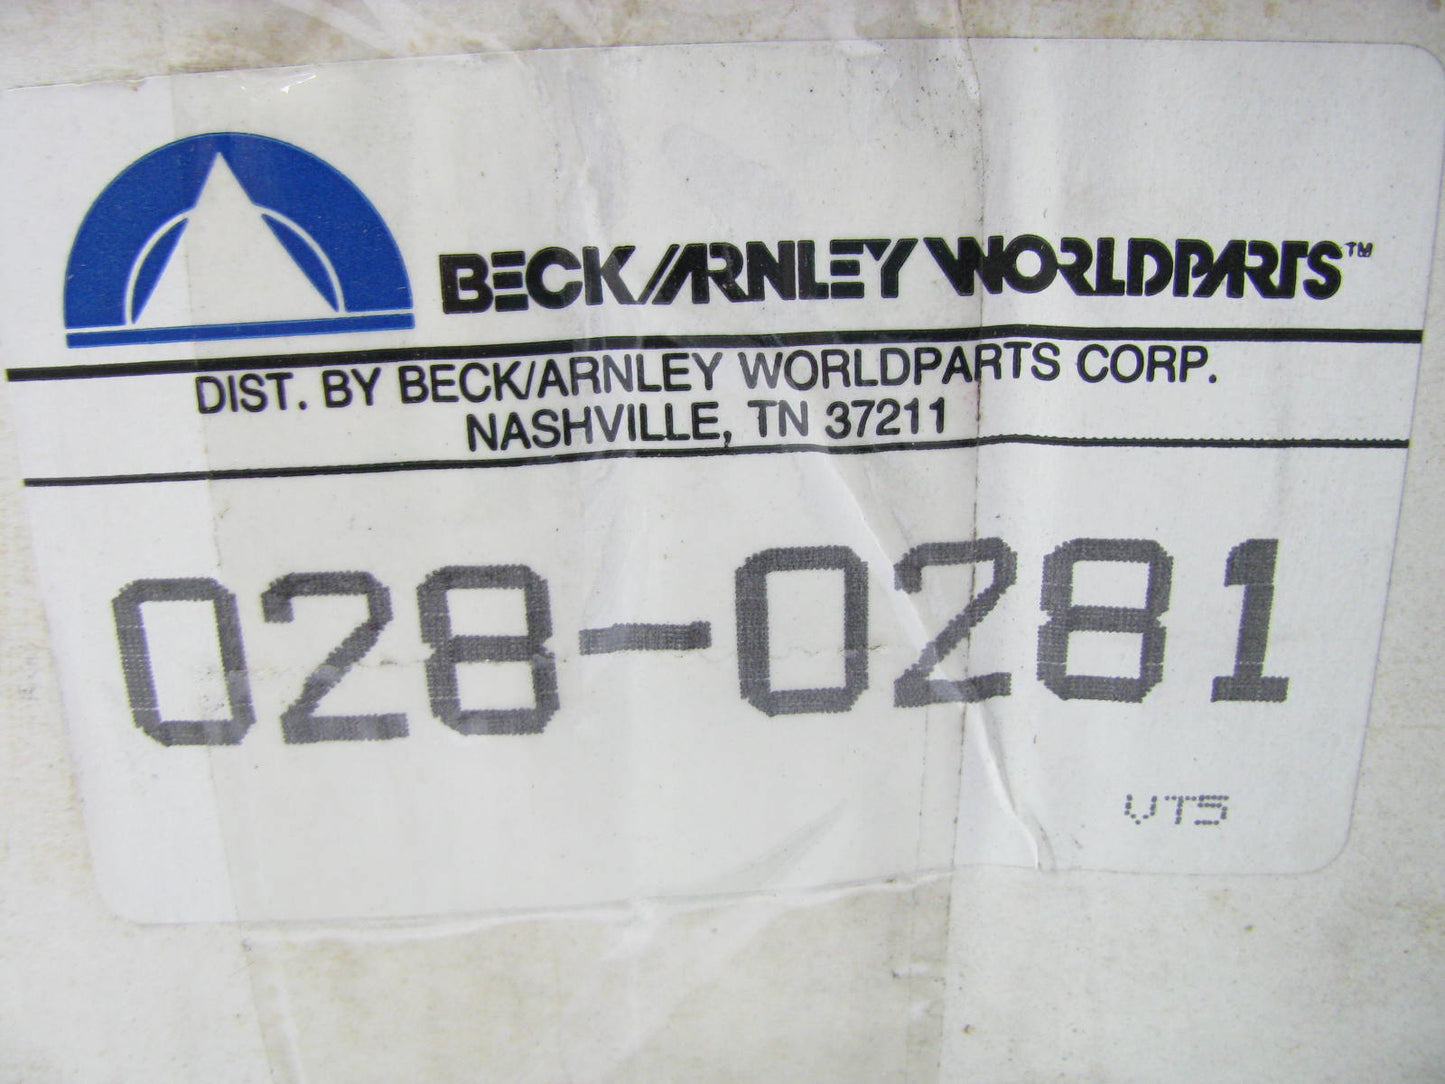 BECK/ARNLEY WORLDPARTS™
DIST. BY BECK/ARNLEY WORLDPARTS CORP.
NASHVILLE, TN 37211
028-0281
VTS